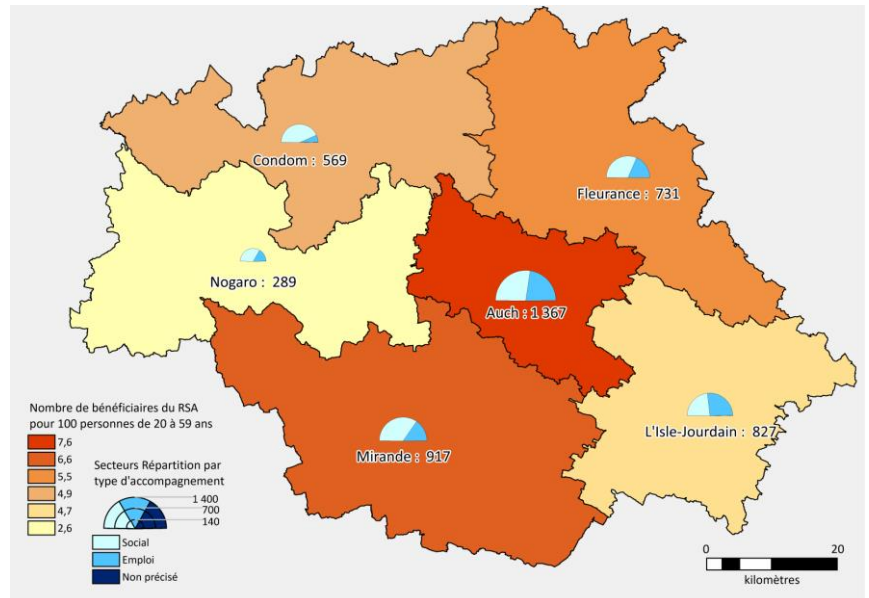 Condom : 569
Fleurance : 731
Nogaro : 289
Auch : 1 367
L'Isle-Jourdain : 827
Mirande : 917
Nombre de bénéficiaires du RSA
pour 100 personnes de 20 à 59 ans
7,6
6,6
5,5
4,9
4,7
2,6
Secteurs Répartition par
type d'accompagnement
1 400
700
140
Social
Emploi
Non précisé
0 20
kilomètres